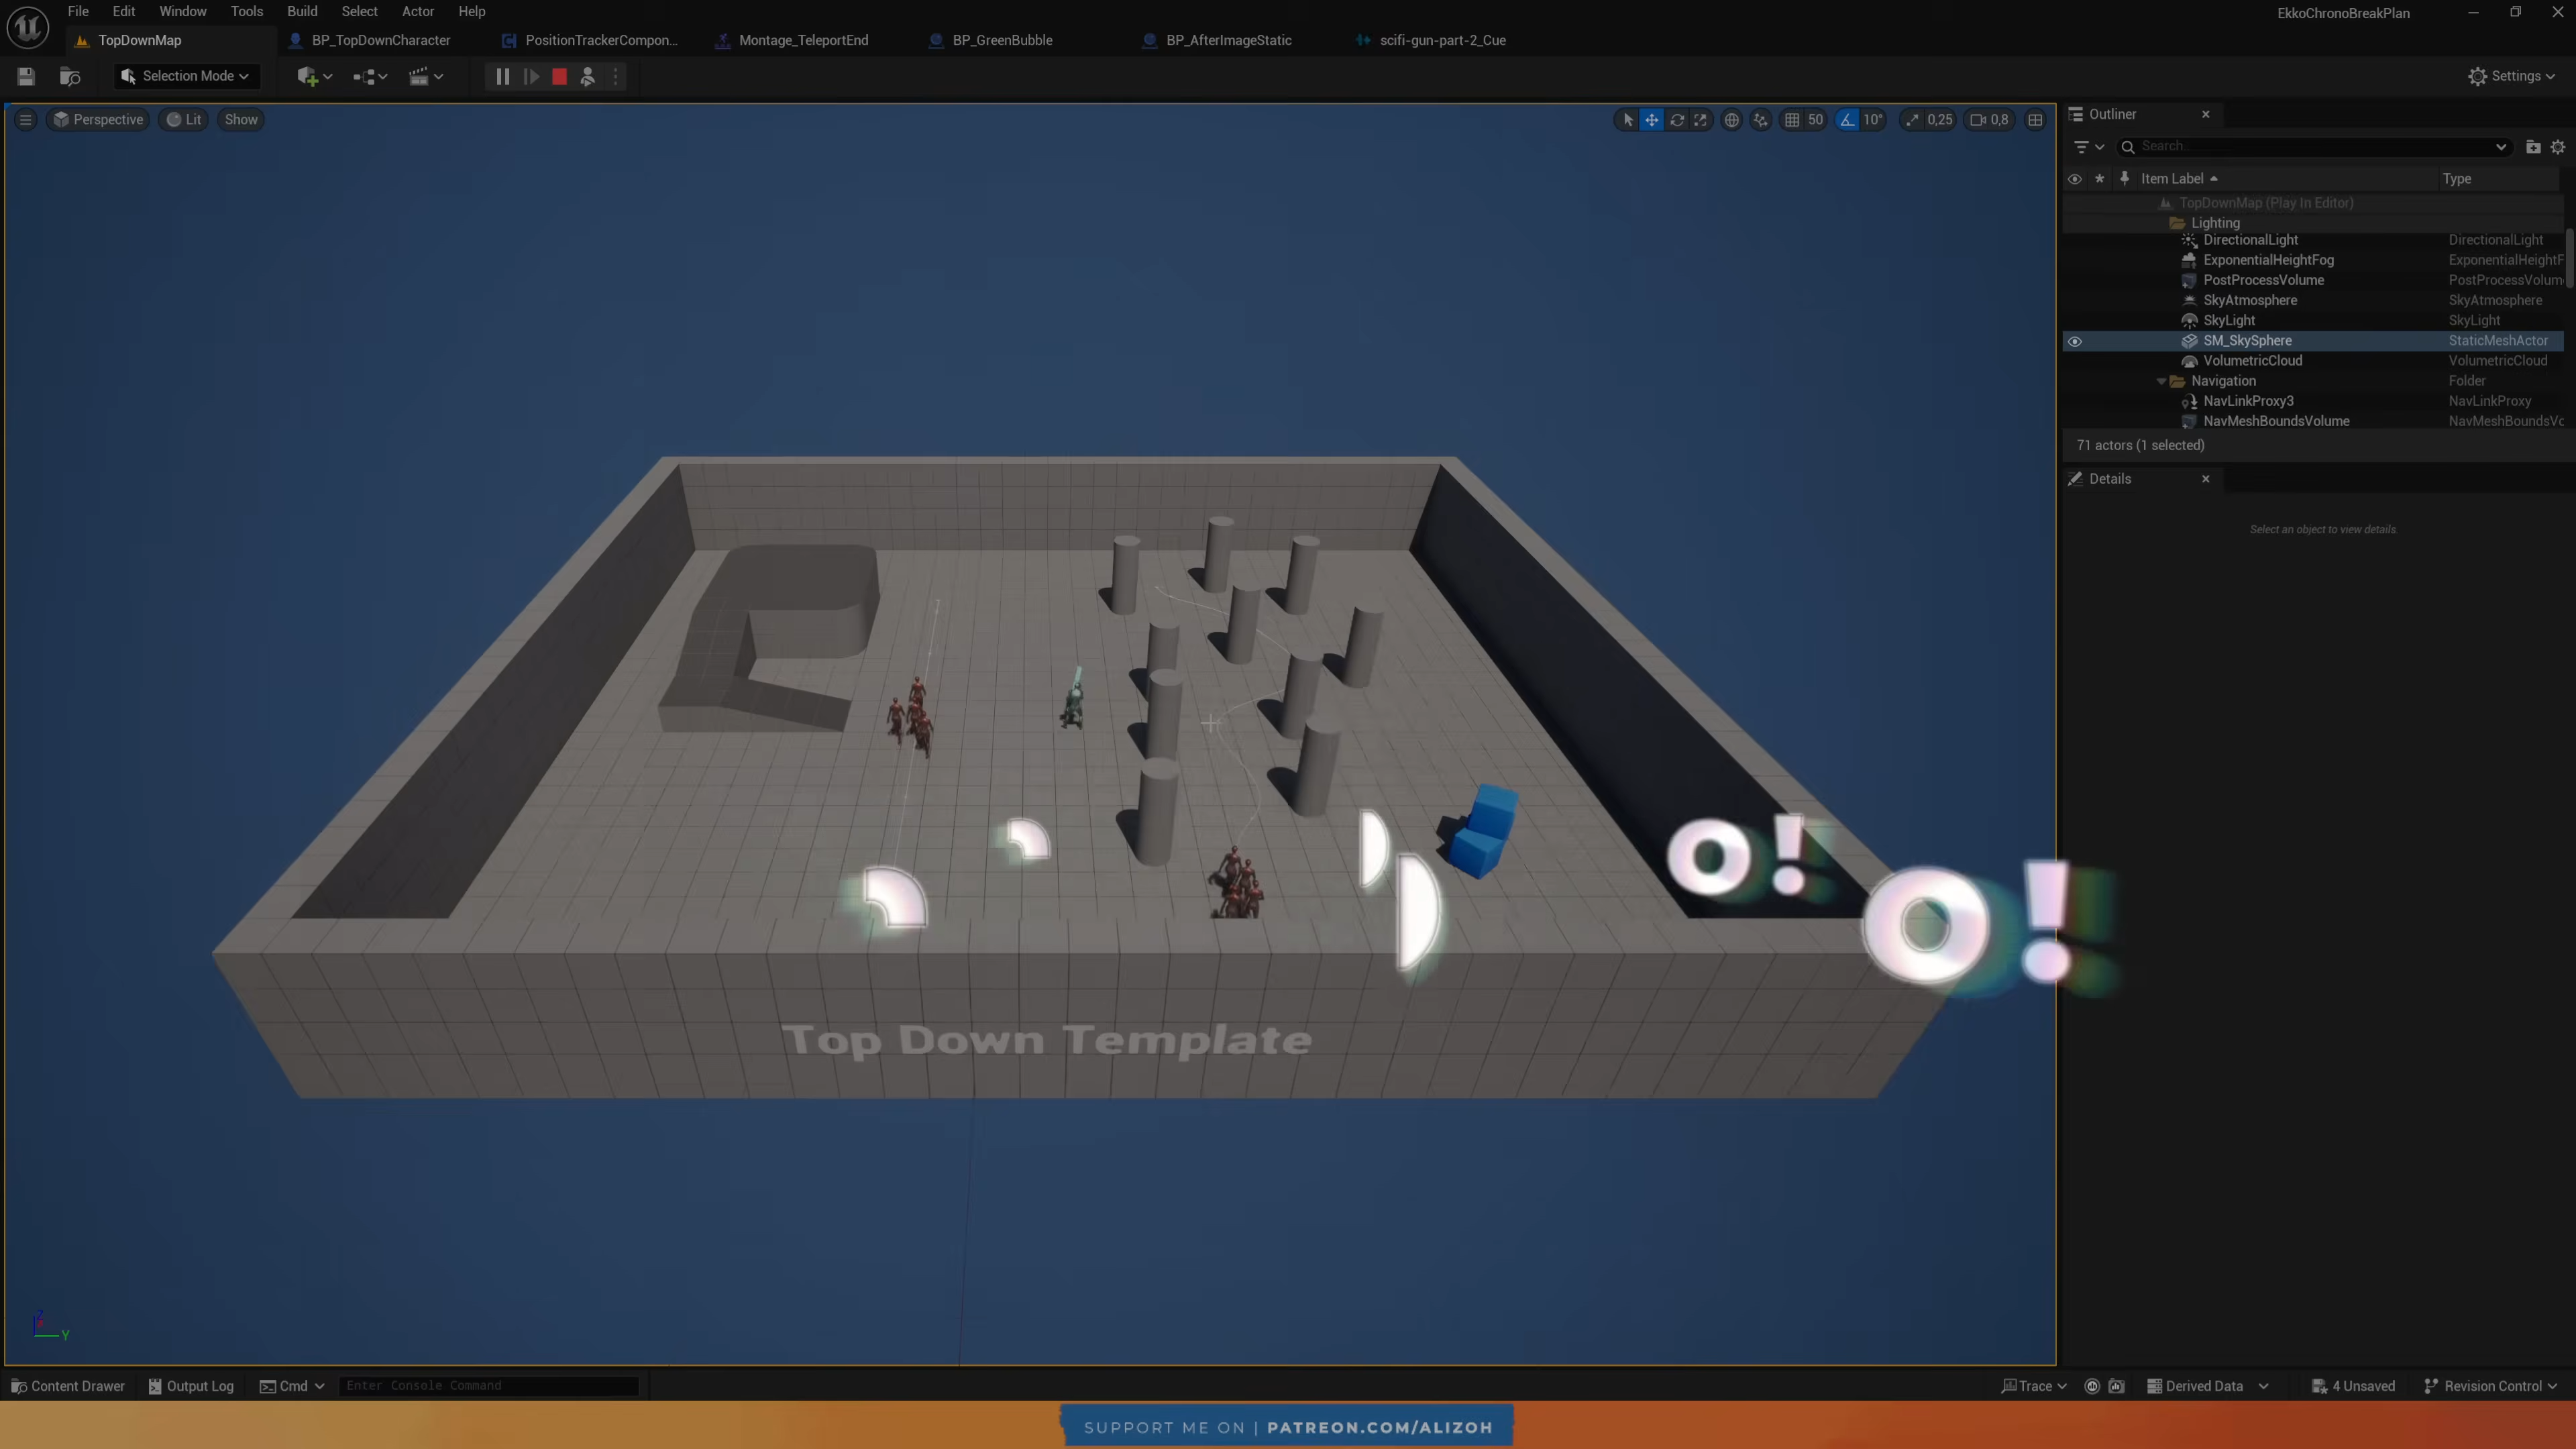 File Edit Window Tools Build Select Actor Help
EkkoChronoBreakPlan
TopDownMap BP_TopDownCharacter PositionTrackerCompon... Montage_TeleportEnd BP_GreenBubble BP_AfterImageStatic scifi-gun-part-2_Cue
Selection Mode
Settings
Perspective Lit Show
50 10° 0,25 0,8
Outliner
Search...
Item Label Type
TopDownMap (Play In Editor)
Lighting
DirectionalLight DirectionalLight
ExponentialHeightFog ExponentialHeightF
PostProcessVolume PostProcessVolum
SkyAtmosphere SkyAtmosphere
SkyLight SkyLight
SM_SkySphere StaticMeshActor
VolumetricCloud VolumetricCloud
Navigation Folder
NavLinkProxy3 NavLinkProxy
NavMeshBoundsVolume NavMeshBoundsVc
71 actors (1 selected)
Details
Select an object to view details.
o!
o!
Top Down Template
Z
Y
Content Drawer Output Log Cmd Enter Console Command
Trace Derived Data 4 Unsaved Revision Control
SUPPORT ME ON | PATREON.COM/ALIZOH